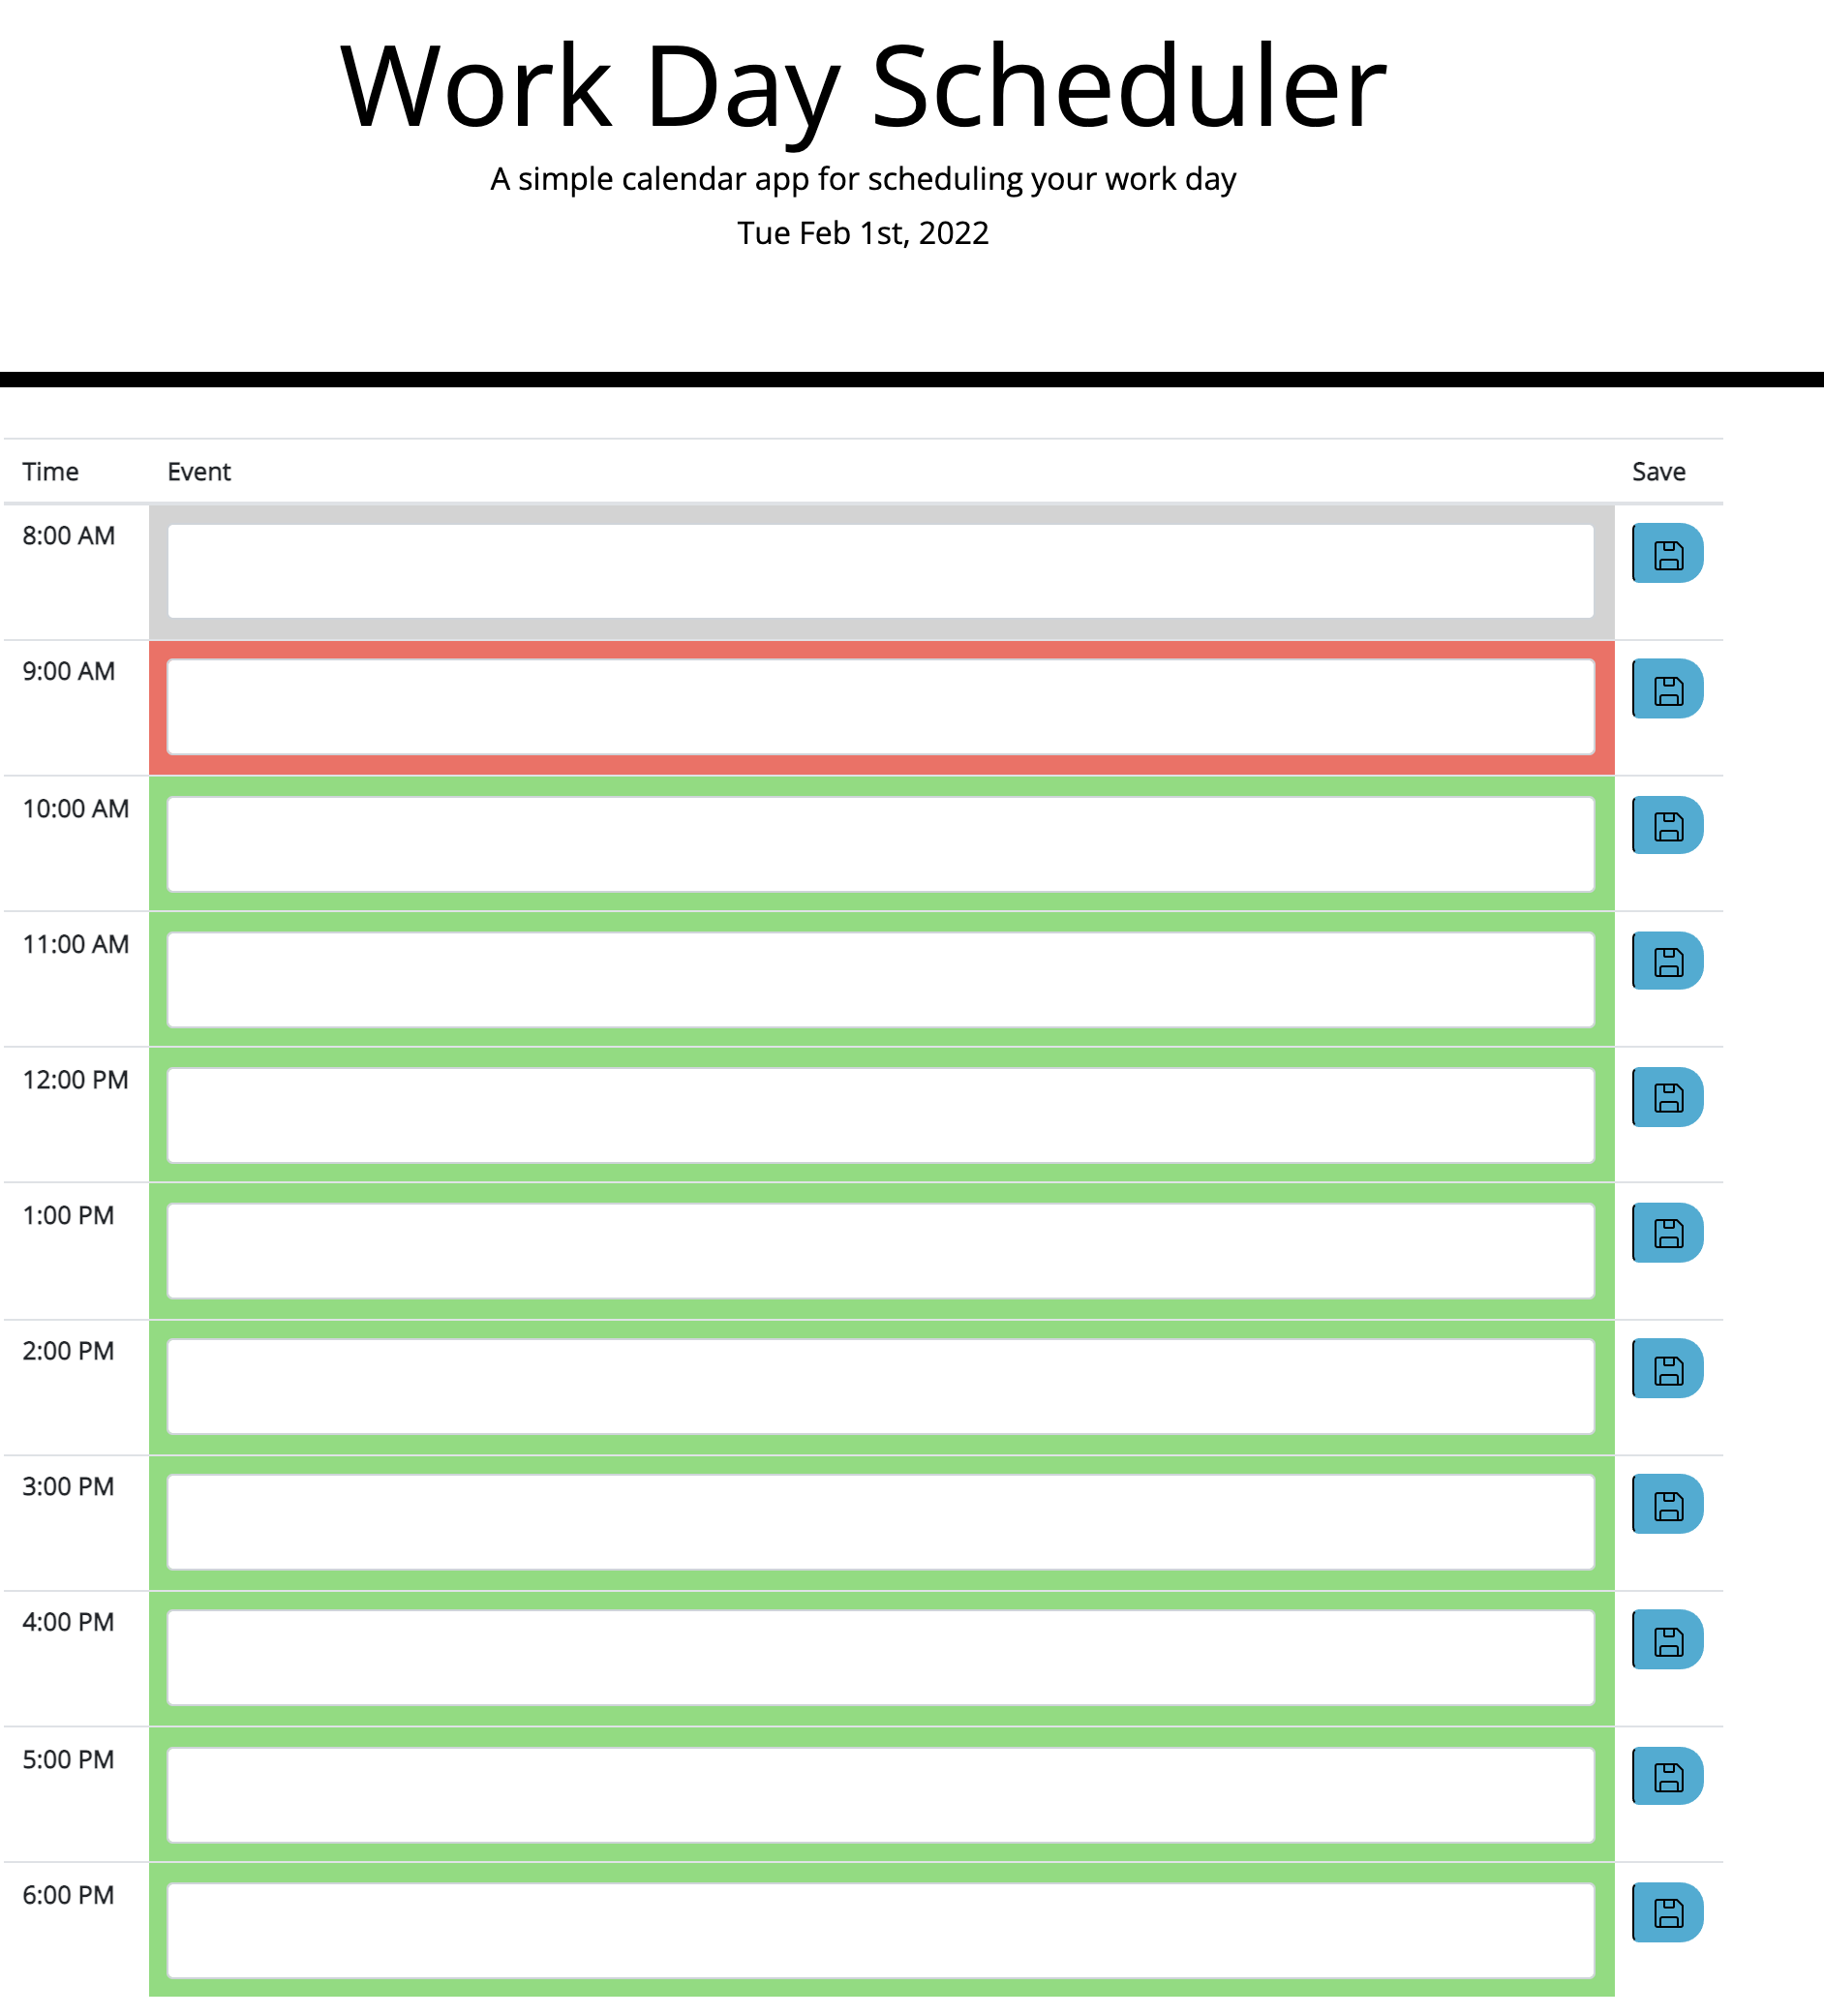 Work Day Scheduler
A simple calendar app for scheduling your work day
Tue Feb 1st, 2022
Time Event Save
8:00 AM
9:00 AM
10:00 AM
11:00 AM
12:00 PM
1:00 PM
2:00 PM
3:00 PM
4:00 PM
5:00 PM
6:00 PM